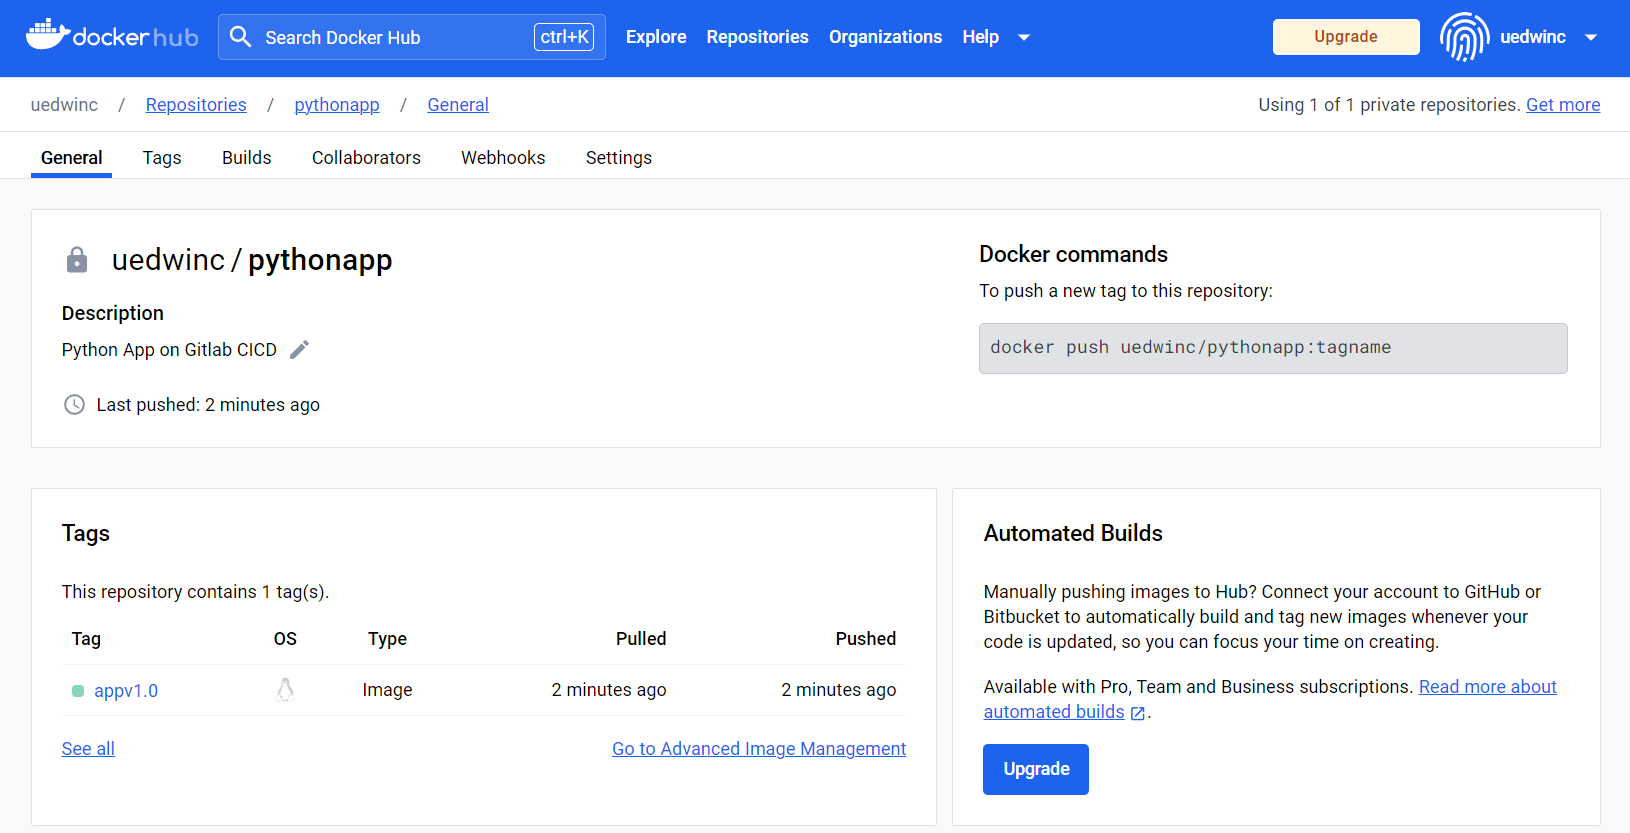 docker hub
Search Docker Hub
ctrl+K
Explore
Repositories
Organizations
Help
Upgrade
uedwinc
uedwinc / Repositories / pythonapp / General
Using 1 of 1 private repositories. Get more
General
Tags
Builds
Collaborators
Webhooks
Settings
uedwinc / pythonapp
Description
Python App on Gitlab CICD
Last pushed: 2 minutes ago
Docker commands
To push a new tag to this repository:
docker push uedwinc/pythonapp:tagname
Tags
This repository contains 1 tag(s).
Tag OS Type Pulled Pushed
appv1.0 Image 2 minutes ago 2 minutes ago
See all
Go to Advanced Image Management
Automated Builds
Manually pushing images to Hub? Connect your account to GitHub or
Bitbucket to automatically build and tag new images whenever your
code is updated, so you can focus your time on creating.
Available with Pro, Team and Business subscriptions. Read more about
automated builds .
Upgrade